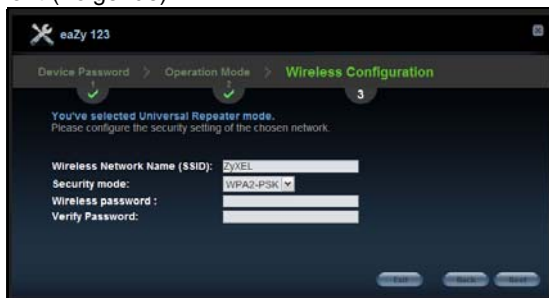 eaZy 123
Device Password > Operation Mode > Wireless Configuration
1 2 3
You've selected Universal Repeater mode.
Please configure the security setting of the chosen network.
Wireless Network Name (SSID): ZyXEL
Security mode: WPA2-PSK
Wireless password :
Verify Password:
Exit Back Next